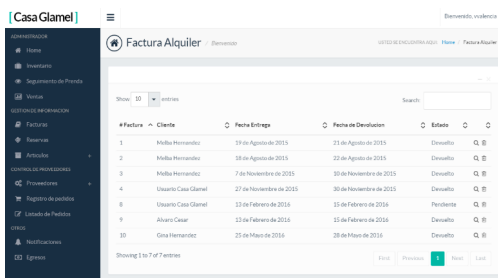 [ Casa Glamel ]
Bienvenido, evalencia
ADMINISTRADOR
Home
Inventario
Seguimiento de Prenda
Ventas
GESTION DE INFORMACION
Facturas
Reservas
Articulos +
CONTROL DE PROVEEDORES
Proveedores +
Registro de pedidos
Listado de Pedidos
OTROS
Notificaciones
Egresos
Factura Alquiler / Bienvenido
USTED SE ENCUENTRA AQUI: Home / Factura Alquiler
Show 10 entries
Search:
# Factura Cliente Fecha Entrega Fecha de Devolucion Estado
1 Melba Hernandez 19 de Agosto de 2015 21 de Agosto de 2015 Devuelto
2 Melba Hernandez 18 de Agosto de 2015 22 de Agosto de 2015 Devuelto
3 Melba Hernandez 7 de Noviembre de 2015 10 de Noviembre de 2015 Devuelto
4 Usuario Casa Glamel 27 de Noviembre de 2015 30 de Noviembre de 2015 Devuelto
8 Usuario Casa Glamel 13 de Febrero de 2016 15 de Febrero de 2016 Pendiente
9 Alvaro Cesar 13 de Febrero de 2016 15 de Febrero de 2016 Devuelto
10 Gina Hernandez 25 de Mayo de 2016 28 de Mayo de 2016 Devuelto
Showing 1 to 7 of 7 entries
First Previous 1 Next Last